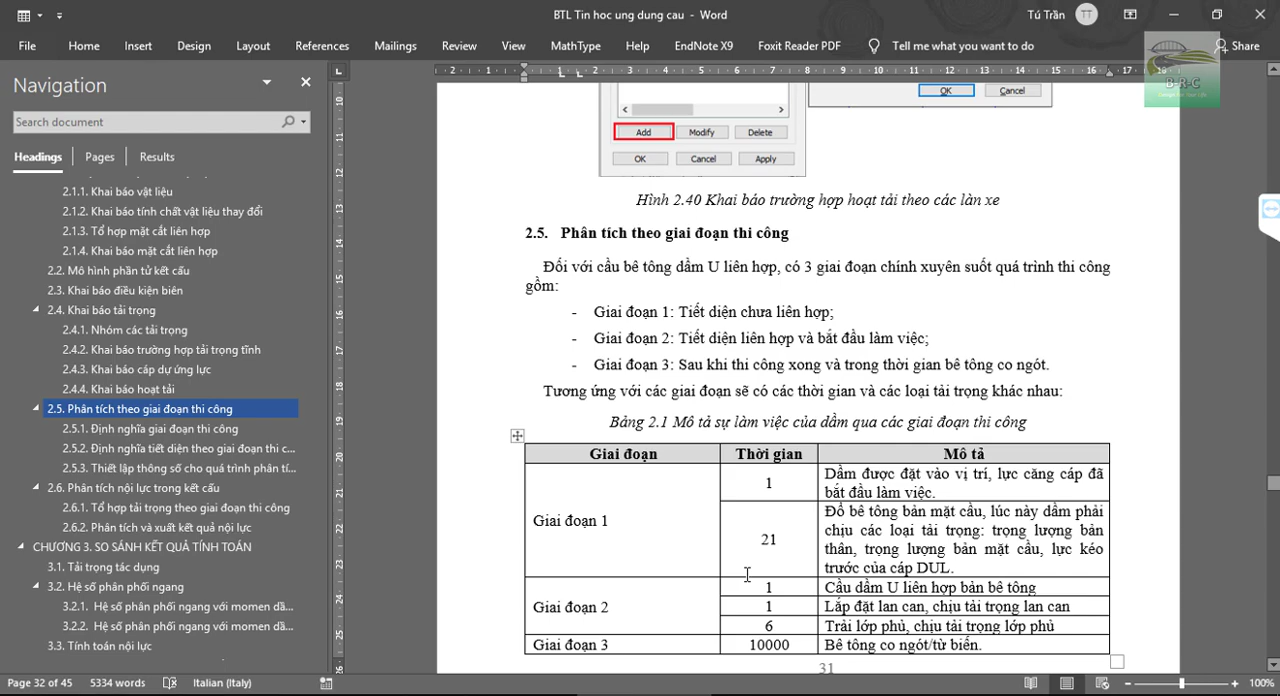 BTL Tin hoc ung dung cau - Word
Tú Trần
TT
File Home Insert Design Layout References Mailings Review View MathType Help EndNote X9 Foxit Reader PDF Tell me what you want to do Share
B-R-C
Navigation
Search document
Headings Pages Results
2.1.1. Khai báo vật liệu
2.1.2. Khai báo tính chất vật liệu thay đổi
2.1.3. Tổ hợp mặt cắt liên hợp
2.1.4. Khai báo mặt cắt liên hợp
2.2. Mô hình phần tử kết cấu
2.3. Khai báo điều kiện biên
2.4. Khai báo tải trọng
2.4.1. Nhóm các tải trọng
2.4.2. Khai báo trường hợp tải trọng tĩnh
2.4.3. Khai báo cáp dự ứng lực
2.4.4. Khai báo hoạt tải
2.5. Phân tích theo giai đoạn thi công
2.5.1. Định nghĩa giai đoạn thi công
2.5.2. Định nghĩa tiết diện theo giai đoạn thi c...
2.5.3. Thiết lập thông số cho quá trình phân tí...
2.6. Phân tích nội lực trong kết cấu
2.6.1. Tổ hợp tải trọng theo giai đoạn thi công
2.6.2. Phân tích và xuất kết quả nội lực
CHƯƠNG 3. SO SÁNH KẾT QUẢ TÍNH TOÁN
3.1. Tải trọng tác dụng
3.2. Hệ số phân phối ngang
3.2.1. Hệ số phân phối ngang với momen dầ...
3.2.2. Hệ số phân phối ngang với momen dầ...
3.3. Tính toán nội lực
OK Cancel
Add Modify Delete
OK Cancel Apply
Hình 2.40 Khai báo trường hợp hoạt tải theo các làn xe
2.5. Phân tích theo giai đoạn thi công
Đối với cầu bê tông dầm U liên hợp, có 3 giai đoạn chính xuyên suốt quá trình thi công
gồm:
- Giai đoạn 1: Tiết diện chưa liên hợp;
- Giai đoạn 2: Tiết diện liên hợp và bắt đầu làm việc;
- Giai đoạn 3: Sau khi thi công xong và trong thời gian bê tông co ngót.
Tương ứng với các giai đoạn sẽ có các thời gian và các loại tải trọng khác nhau:
Bảng 2.1 Mô tả sự làm việc của dầm qua các giai đoạn thi công
Giai đoạn Thời gian Mô tả
Giai đoạn 1
1
Dầm được đặt vào vị trí, lực căng cáp đã
bắt đầu làm việc.
21
Đổ bê tông bản mặt cầu, lúc này dầm phải
chịu các loại tải trọng: trọng lượng bản
thân, trọng lượng bản mặt cầu, lực kéo
trước của cáp DUL.
Giai đoạn 2
1 Cầu dầm U liên hợp bản bê tông
1 Lắp đặt lan can, chịu tải trọng lan can
6 Trải lớp phủ, chịu tải trọng lớp phủ
Giai đoạn 3 10000 Bê tông co ngót/từ biến.
31
Page 32 of 45 5334 words Italian (Italy) 100%